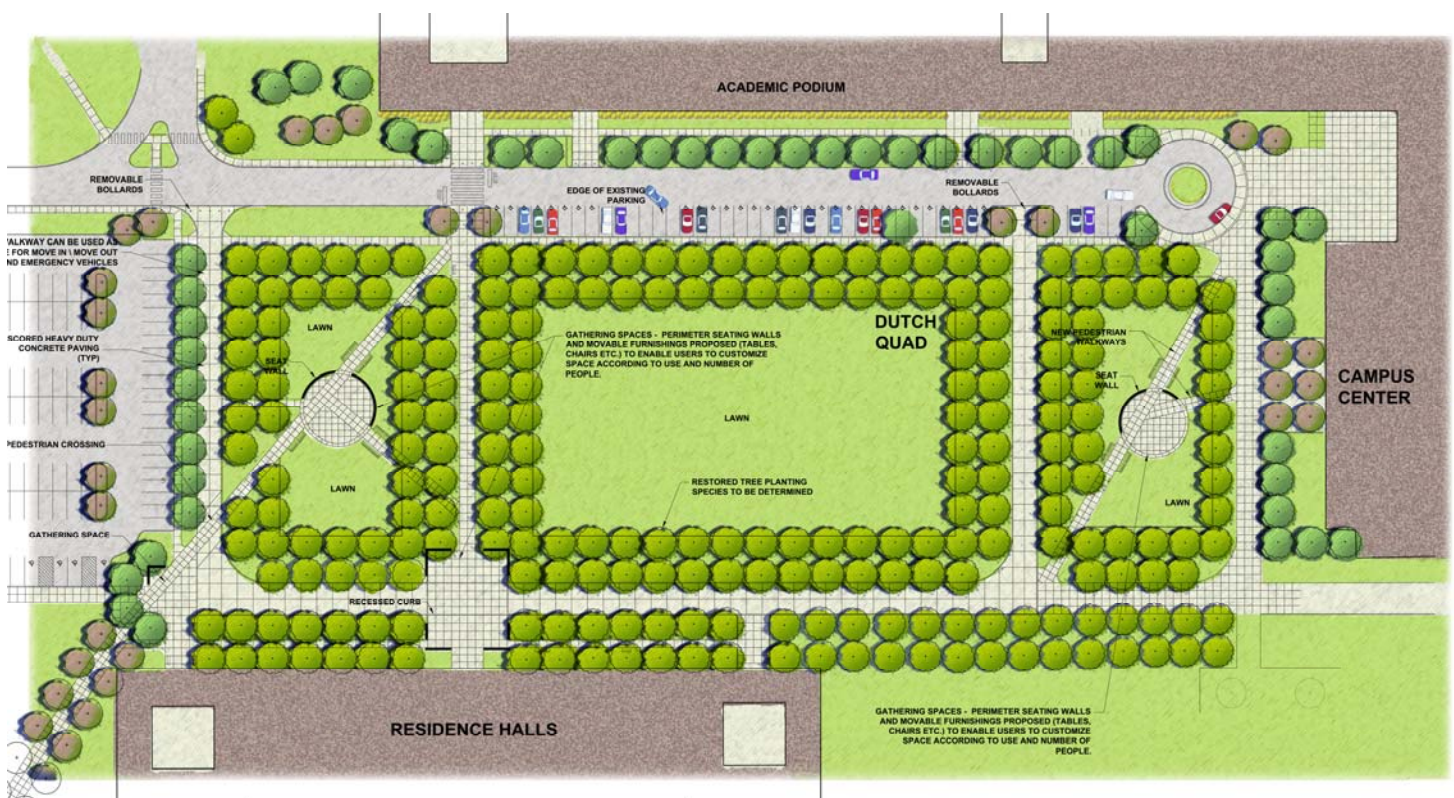 ACADEMIC PODIUM
REMOVABLE
BOLLARDS
EDGE OF EXISTING
PARKING
REMOVABLE
BOLLARDS
WALKWAY CAN BE USED AS
FOR MOVE IN \ MOVE OUT
AND EMERGENCY VEHICLES
SCORED HEAVY DUTY
CONCRETE PAVING
(TYP)
PEDESTRIAN CROSSING
GATHERING SPACE
LAWN
SEAT
WALL
LAWN
GATHERING SPACES - PERIMETER SEATING WALLS
AND MOVABLE FURNISHINGS PROPOSED (TABLES,
CHAIRS ETC.) TO ENABLE USERS TO CUSTOMIZE
SPACE ACCORDING TO USE AND NUMBER OF
PEOPLE.
DUTCH
QUAD
LAWN
RESTORED TREE PLANTING
SPECIES TO BE DETERMINED
NEW PEDESTRIAN
WALKWAYS
SEAT
WALL
LAWN
CAMPUS
CENTER
RECESSED CURB
RESIDENCE HALLS
GATHERING SPACES - PERIMETER SEATING WALLS
AND MOVABLE FURNISHINGS PROPOSED (TABLES,
CHAIRS ETC.) TO ENABLE USERS TO CUSTOMIZE
SPACE ACCORDING TO USE AND NUMBER OF
PEOPLE.